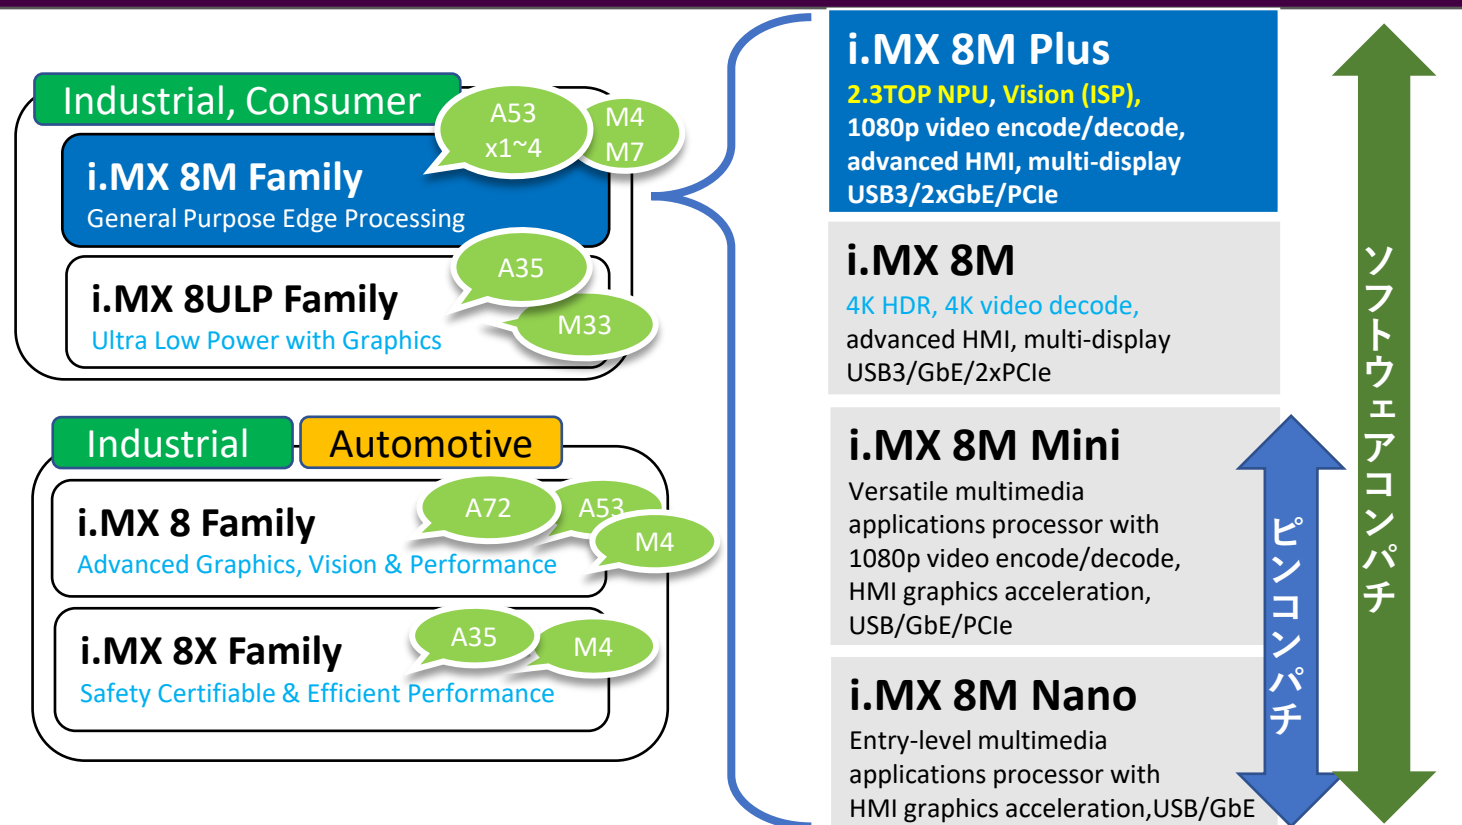 Industrial, Consumer
A53
x1~4
M4
M7
i.MX 8M Family
General Purpose Edge Processing
A35
i.MX 8ULP Family
Ultra Low Power with Graphics
M33
Industrial
Automotive
i.MX 8 Family
Advanced Graphics, Vision & Performance
A72
A53
M4
i.MX 8X Family
Safety Certifiable & Efficient Performance
A35
M4
i.MX 8M Plus
2.3TOP NPU, Vision (ISP),
1080p video encode/decode,
advanced HMI, multi-display
USB3/2xGbE/PCIe
i.MX 8M
4K HDR, 4K video decode,
advanced HMI, multi-display
USB3/GbE/2xPCIe
i.MX 8M Mini
Versatile multimedia
applications processor with
1080p video encode/decode,
HMI graphics acceleration,
USB/GbE/PCIe
i.MX 8M Nano
Entry-level multimedia
applications processor with
HMI graphics acceleration,USB/GbE
ピンコンパチ
ソフトウェアコンパチ